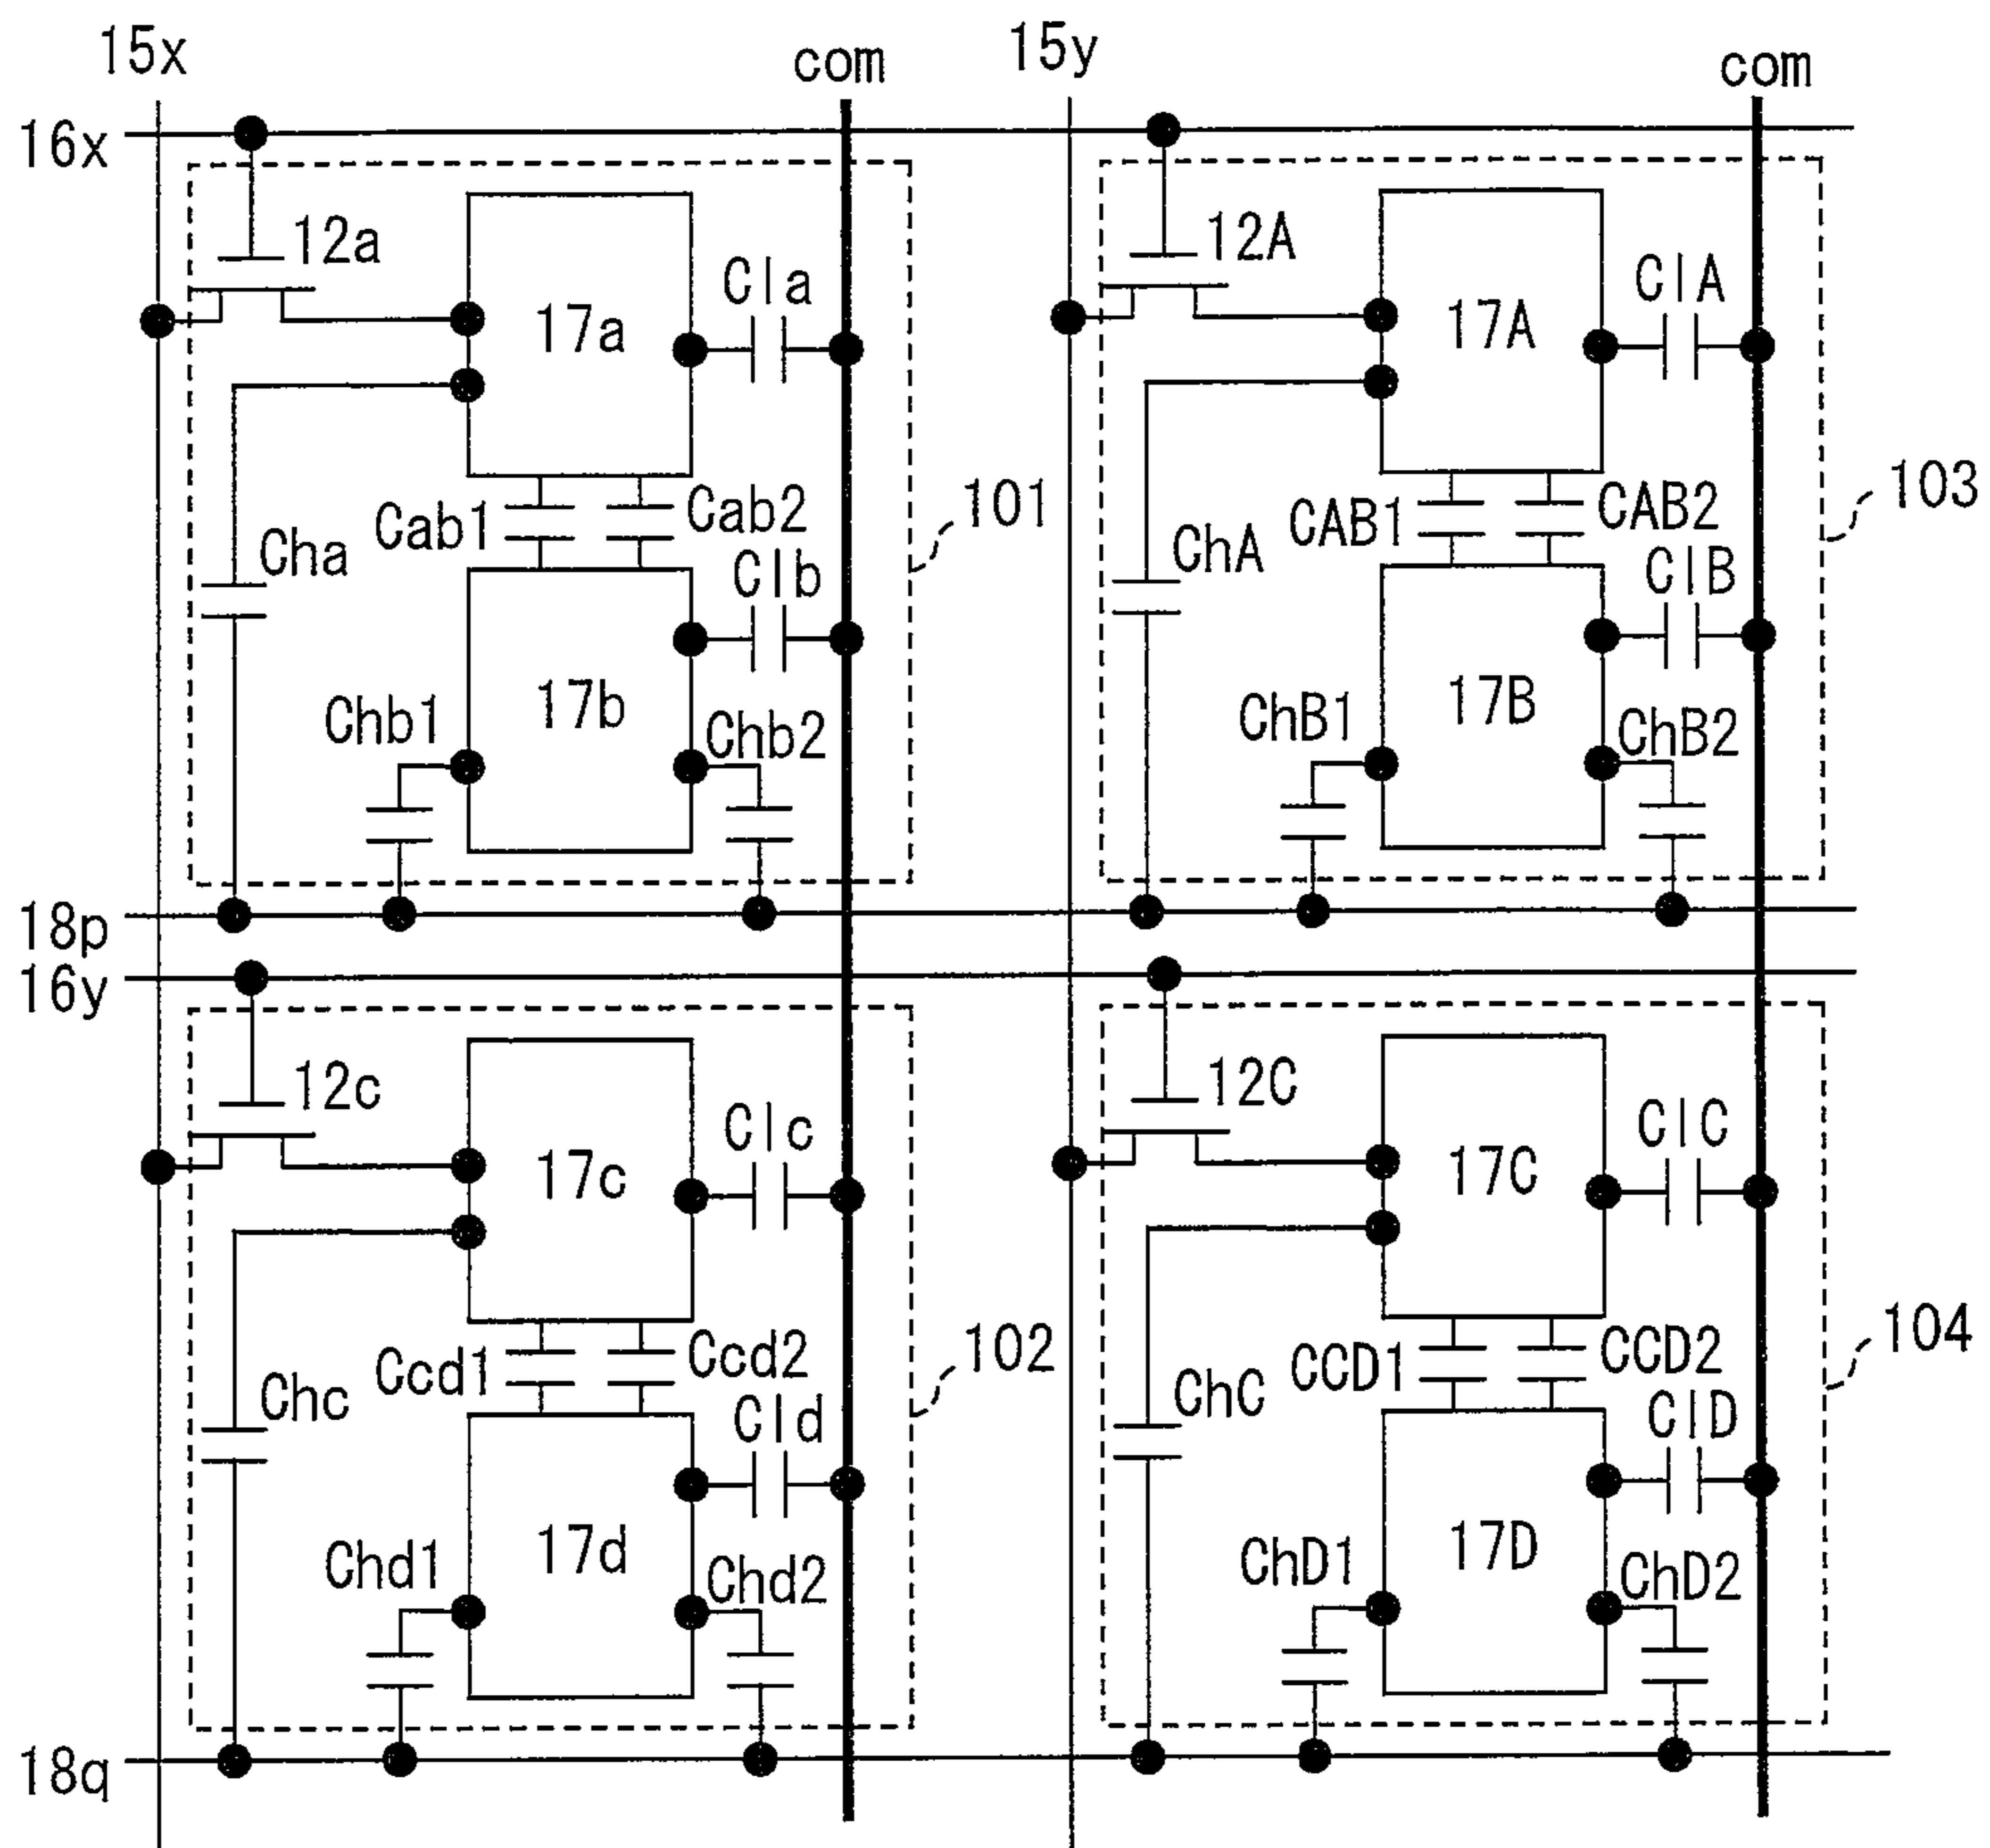 15x
com
15y
com
16x
12a
Cla
17a
12A
ClA
17A
Cab1
Cab2
101
Cha
Clb
CAB1
CAB2
103
ChA
ClB
Chb1
17b
Chb2
ChB1
17B
ChB2
18p
16y
12c
Clc
17c
12C
ClC
17C
Ccd1
Ccd2
102
Chc
Cld
CCD1
CCD2
104
ChC
ClD
Chd1
17d
Chd2
ChD1
17D
ChD2
18q